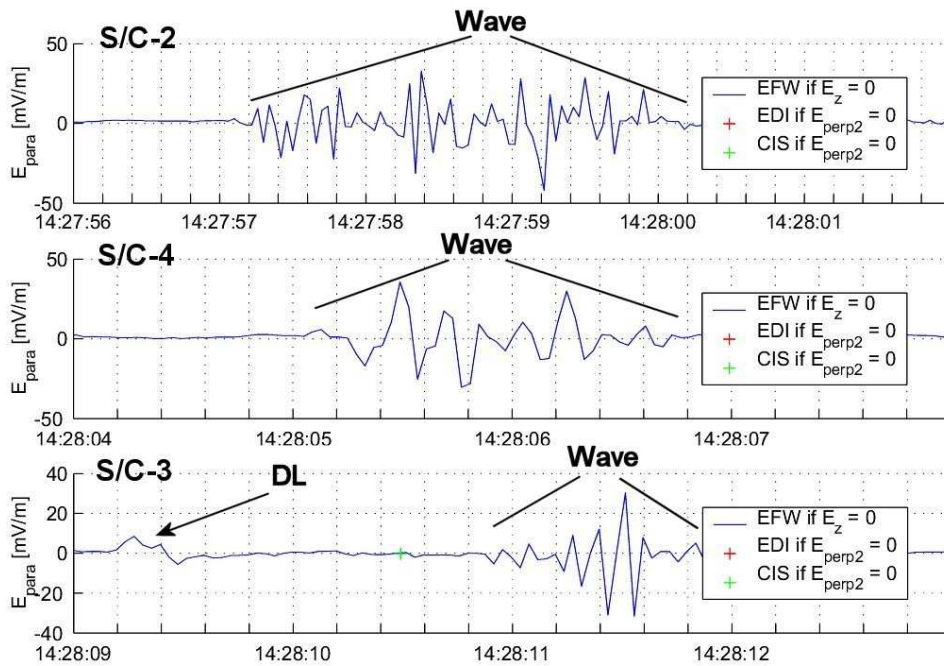 S/C-2
Wave
50
0
-50
E_para [mV/m]
EFW if E_z = 0
EDI if E_perp2 = 0
CIS if E_perp2 = 0
14:27:56 14:27:57 14:27:58 14:27:59 14:28:00 14:28:01
S/C-4
Wave
50
0
-50
E_para [mV/m]
EFW if E_z = 0
EDI if E_perp2 = 0
CIS if E_perp2 = 0
14:28:04 14:28:05 14:28:06 14:28:07
S/C-3
DL
Wave
40
20
0
-20
-40
E_para [mV/m]
EFW if E_z = 0
EDI if E_perp2 = 0
CIS if E_perp2 = 0
14:28:09 14:28:10 14:28:11 14:28:12